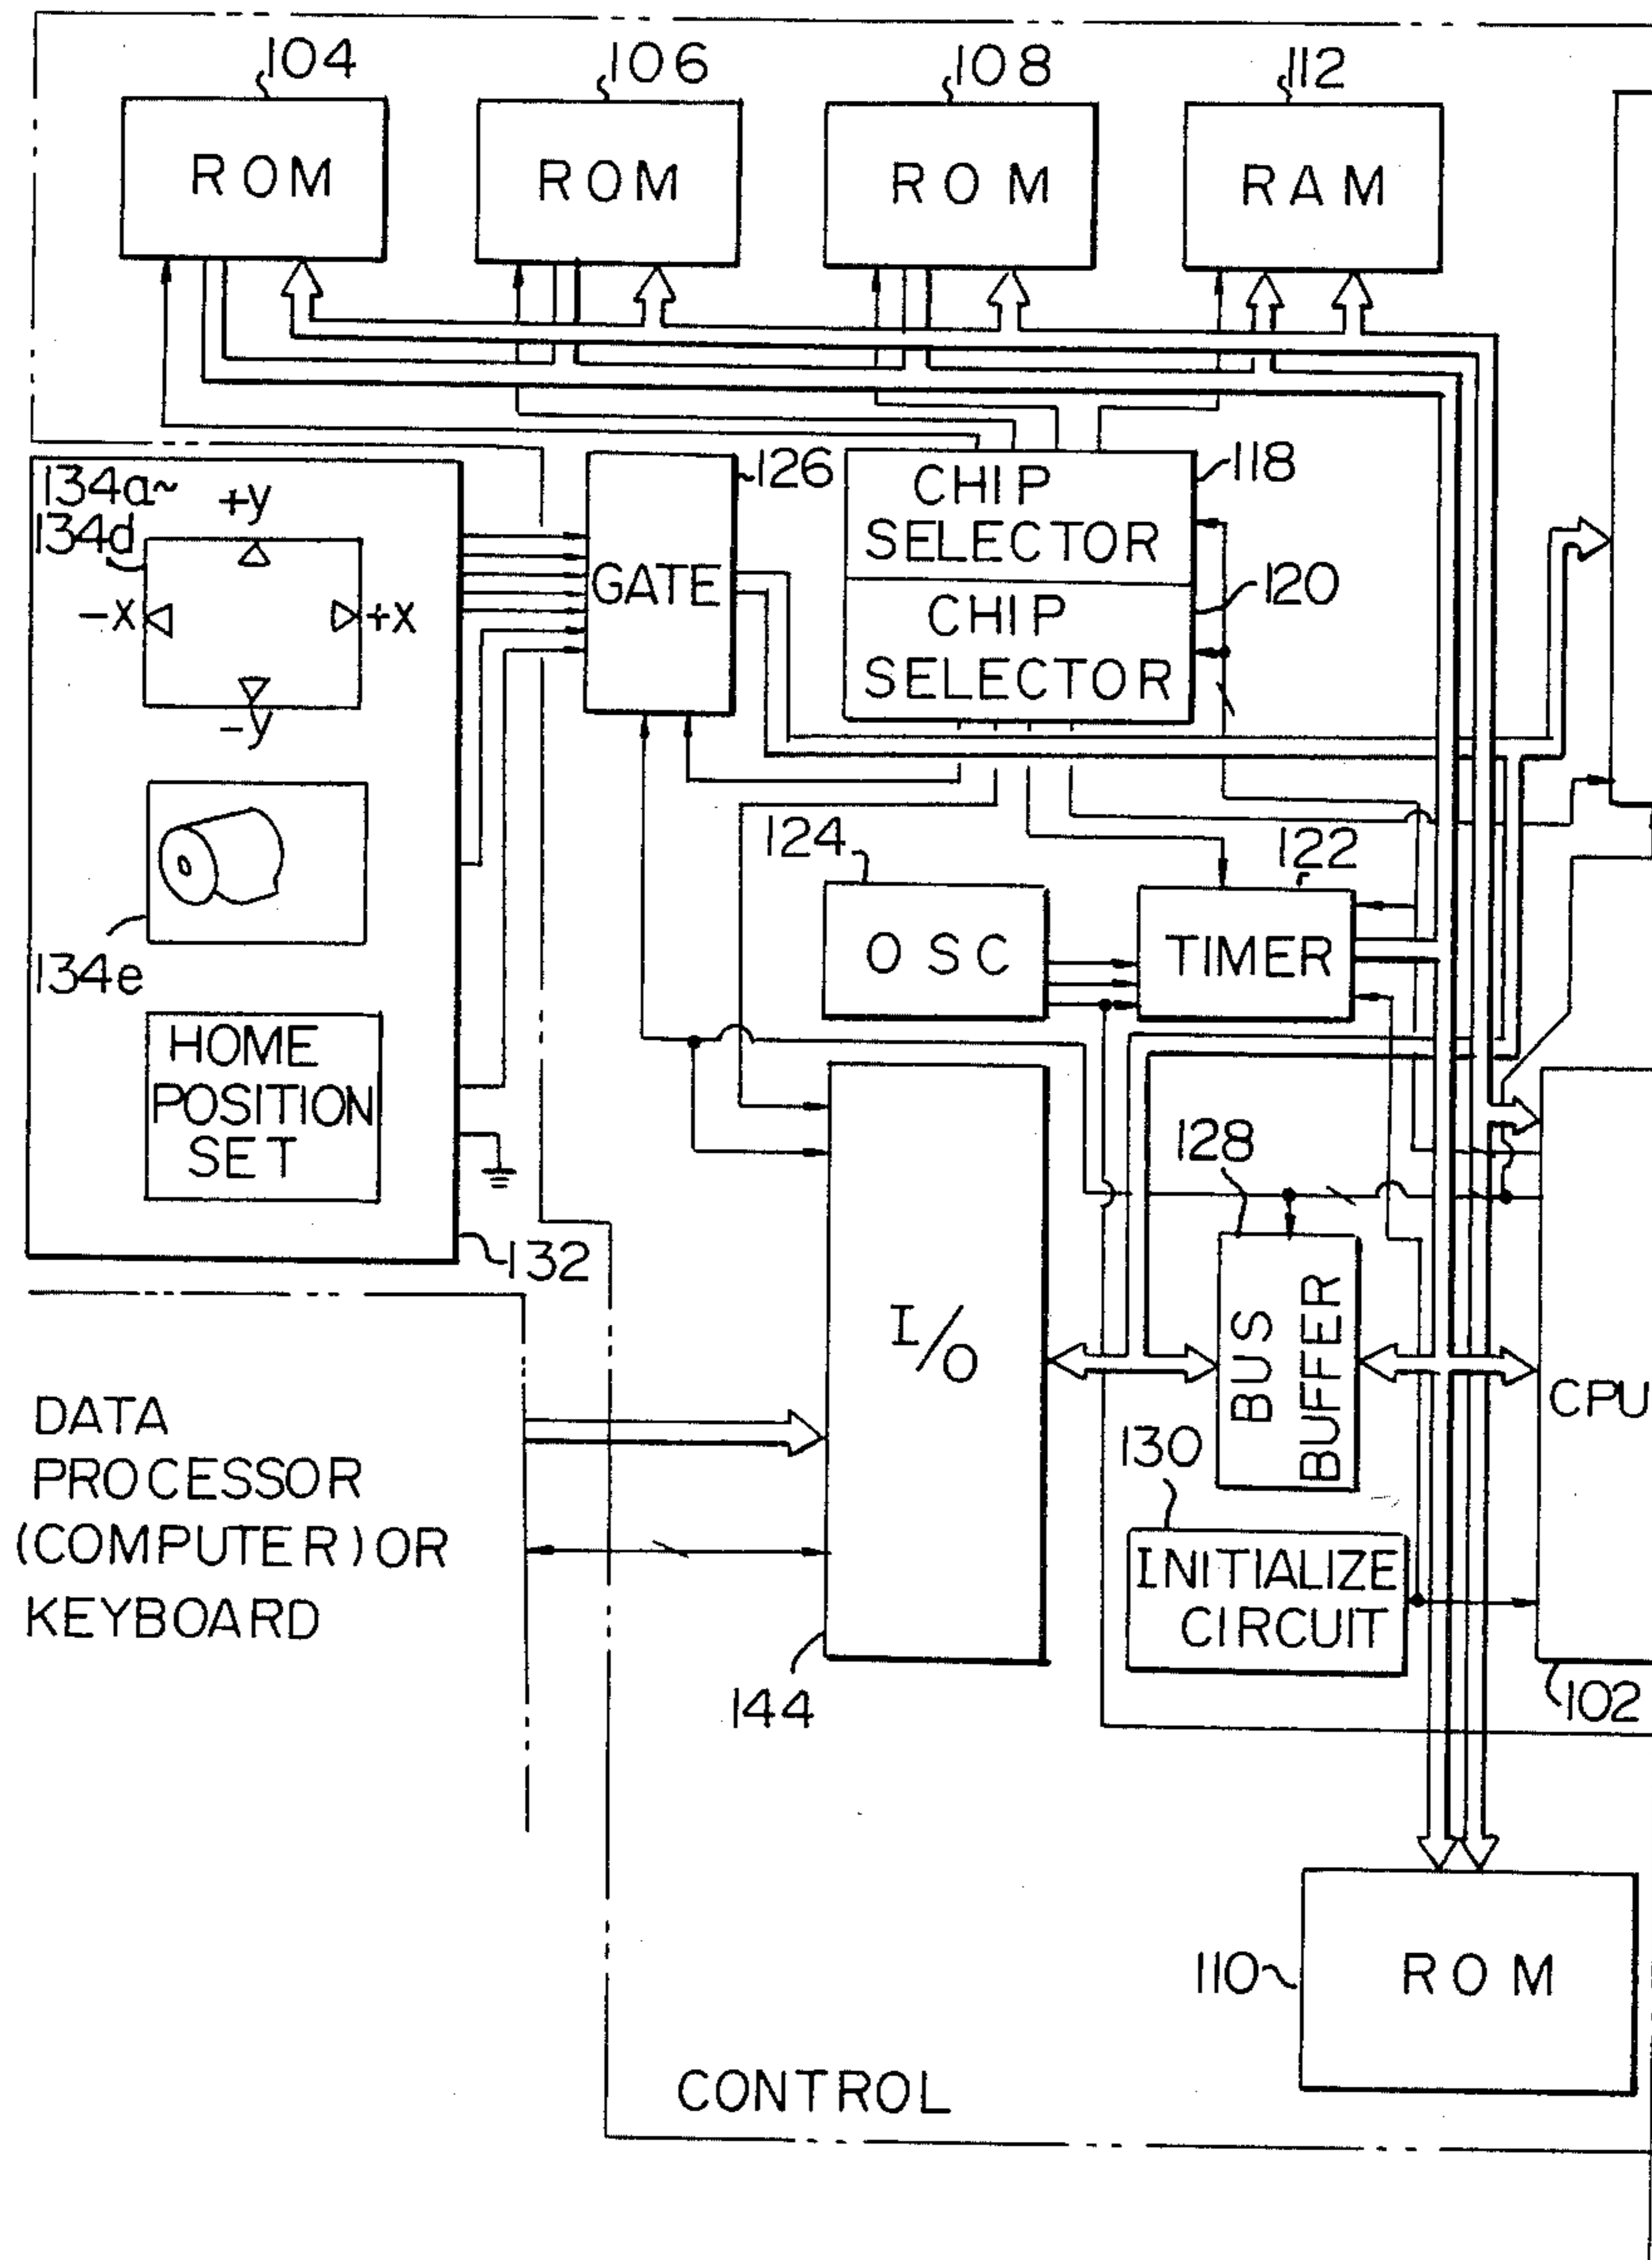 104
106
108
112
ROM
ROM
ROM
RAM
134a~
134d
+y
-x
+x
-y
126
GATE
CHIP
SELECTOR
118
CHIP
SELECTOR
120
134e
124
OSC
122
TIMER
HOME
POSITION
SET
132
128
BUS
BUFFER
I/O
CPU
DATA
PROCESSOR
(COMPUTER) OR
KEYBOARD
130
INITIALIZE
CIRCUIT
144
102
110~
ROM
CONTROL